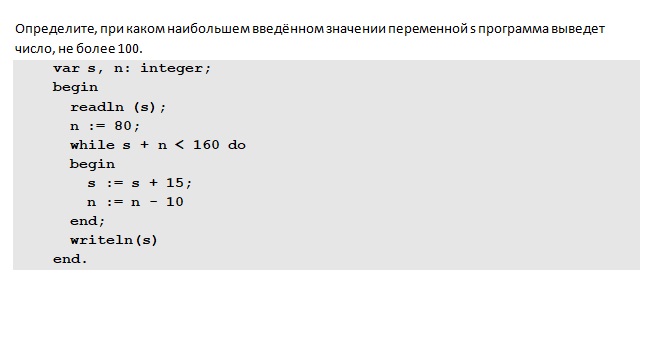 Определите, при каком наибольшем введённом значении переменной s программа выведет
число, не более 100.
var s, n: integer;
begin
readln (s);
n := 80;
while s + n < 160 do
begin
s := s + 15;
n := n - 10
end;
writeln(s)
end.